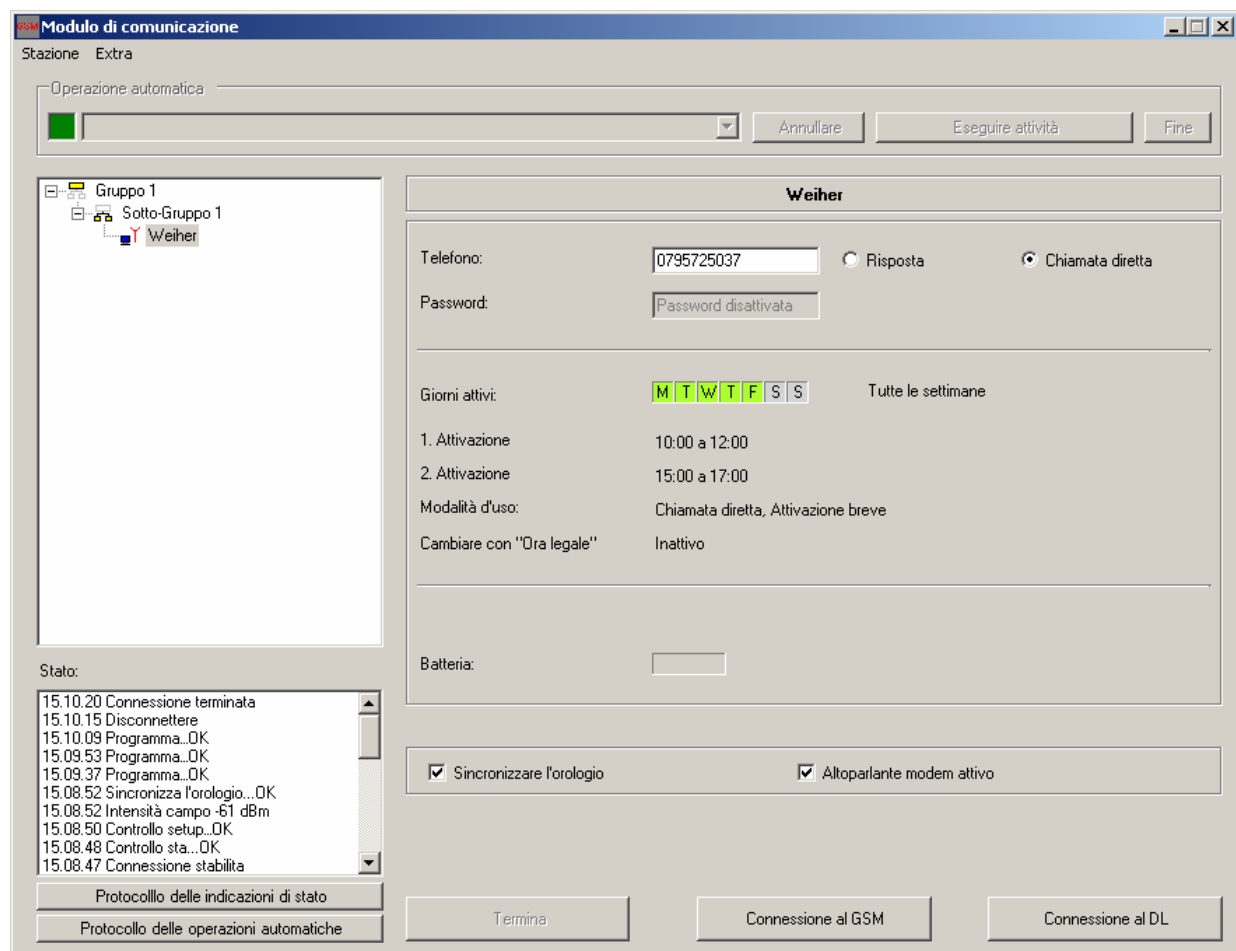 GSM Modulo di comunicazione
Stazione Extra
Operazione automatica
Annullare Eseguire attività Fine
Gruppo 1
Sotto-Gruppo 1
Weiher
Weiher
Telefono: 0795725037 Risposta Chiamata diretta
Password: Password disattivata
Giorni attivi: M T W T F S S Tutte le settimane
1. Attivazione 10:00 a 12:00
2. Attivazione 15:00 a 17:00
Modalità d'uso: Chiamata diretta, Attivazione breve
Cambiare con "Ora legale" Inattivo
Batteria:
Stato:
15.10.20 Connessione terminata
15.10.15 Disconnettere
15.10.09 Programma...OK
15.09.53 Programma...OK
15.09.37 Programma...OK
15.08.52 Sincronizza l'orologio...OK
15.08.52 Intensità campo -61 dBm
15.08.50 Controllo setup...OK
15.08.48 Controllo sta...OK
15.08.47 Connessione stabilita
Sincronizzare l'orologio Altoparlante modem attivo
Protocolllo delle indicazioni di stato
Protocollo delle operazioni automatiche
Termina Connessione al GSM Connessione al DL